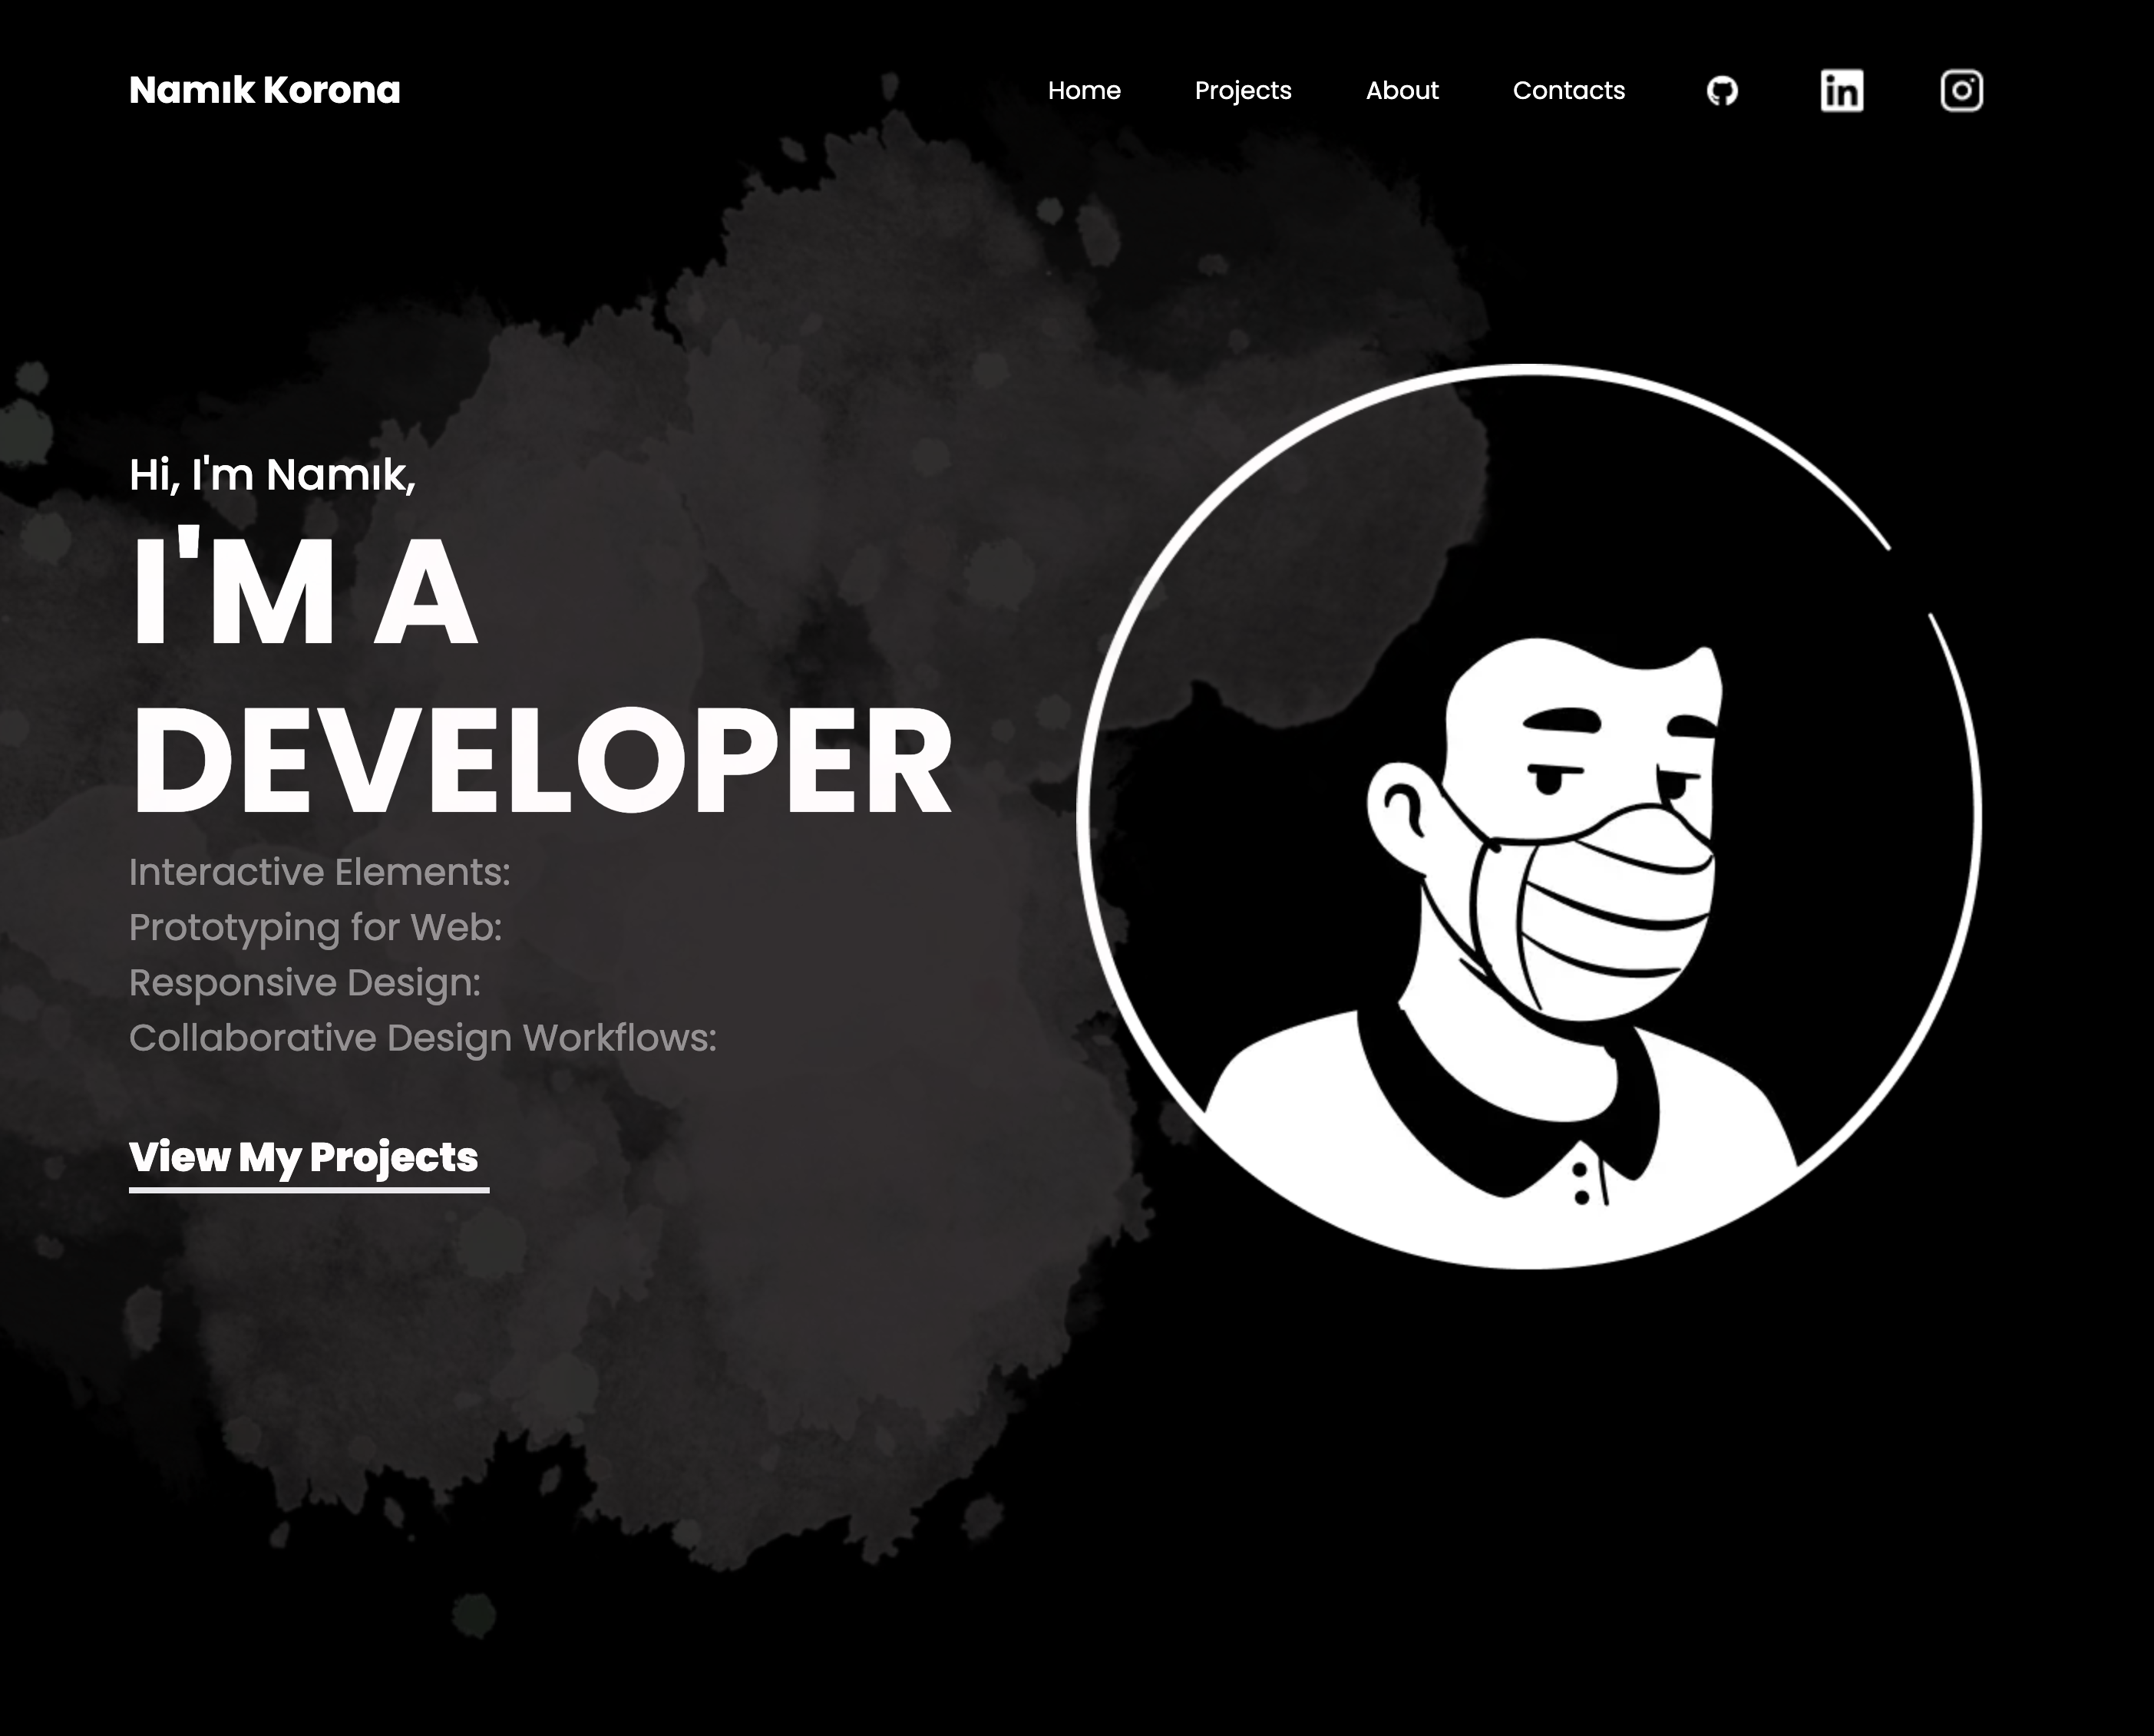 Namık Korona
Home Projects About Contacts in
Hi, I'm Namık,
I'M A
DEVELOPER
Interactive Elements:
Prototyping for Web:
Responsive Design:
Collaborative Design Workflows:
View My Projects